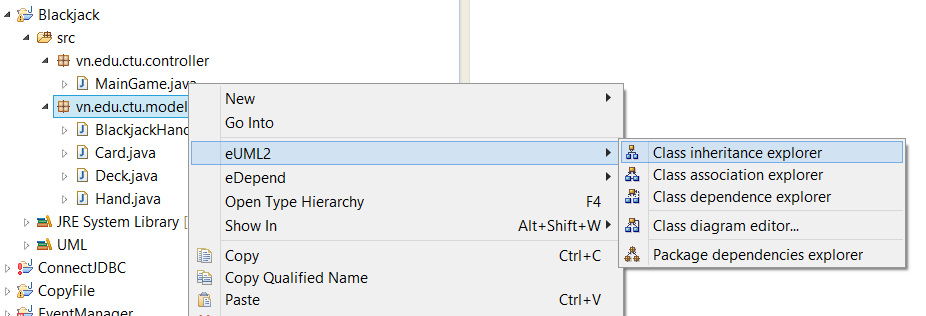 Blackjack
src
vn.edu.ctu.controller
MainGame.java
vn.edu.ctu.model
BlackjackHand
Card.java
Deck.java
Hand.java
JRE System Library [
UML
ConnectJDBC
CopyFile
EventManager
New
Go Into
eUML2
eDepend
Open Type Hierarchy F4
Show In Alt+Shift+W
Copy Ctrl+C
Copy Qualified Name
Paste Ctrl+V
Class inheritance explorer
Class association explorer
Class dependence explorer
Class diagram editor...
Package dependencies explorer